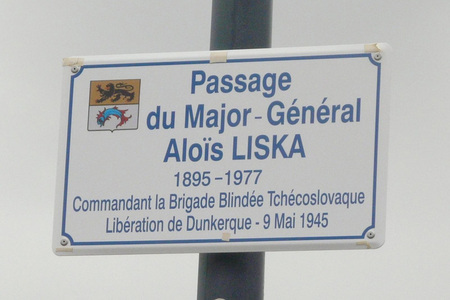 Passage
du Major-Général
Aloïs LISKA
1895-1977
Commandant la Brigade Blindée Tchécoslovaque
Libération de Dunkerque - 9 Mai 1945